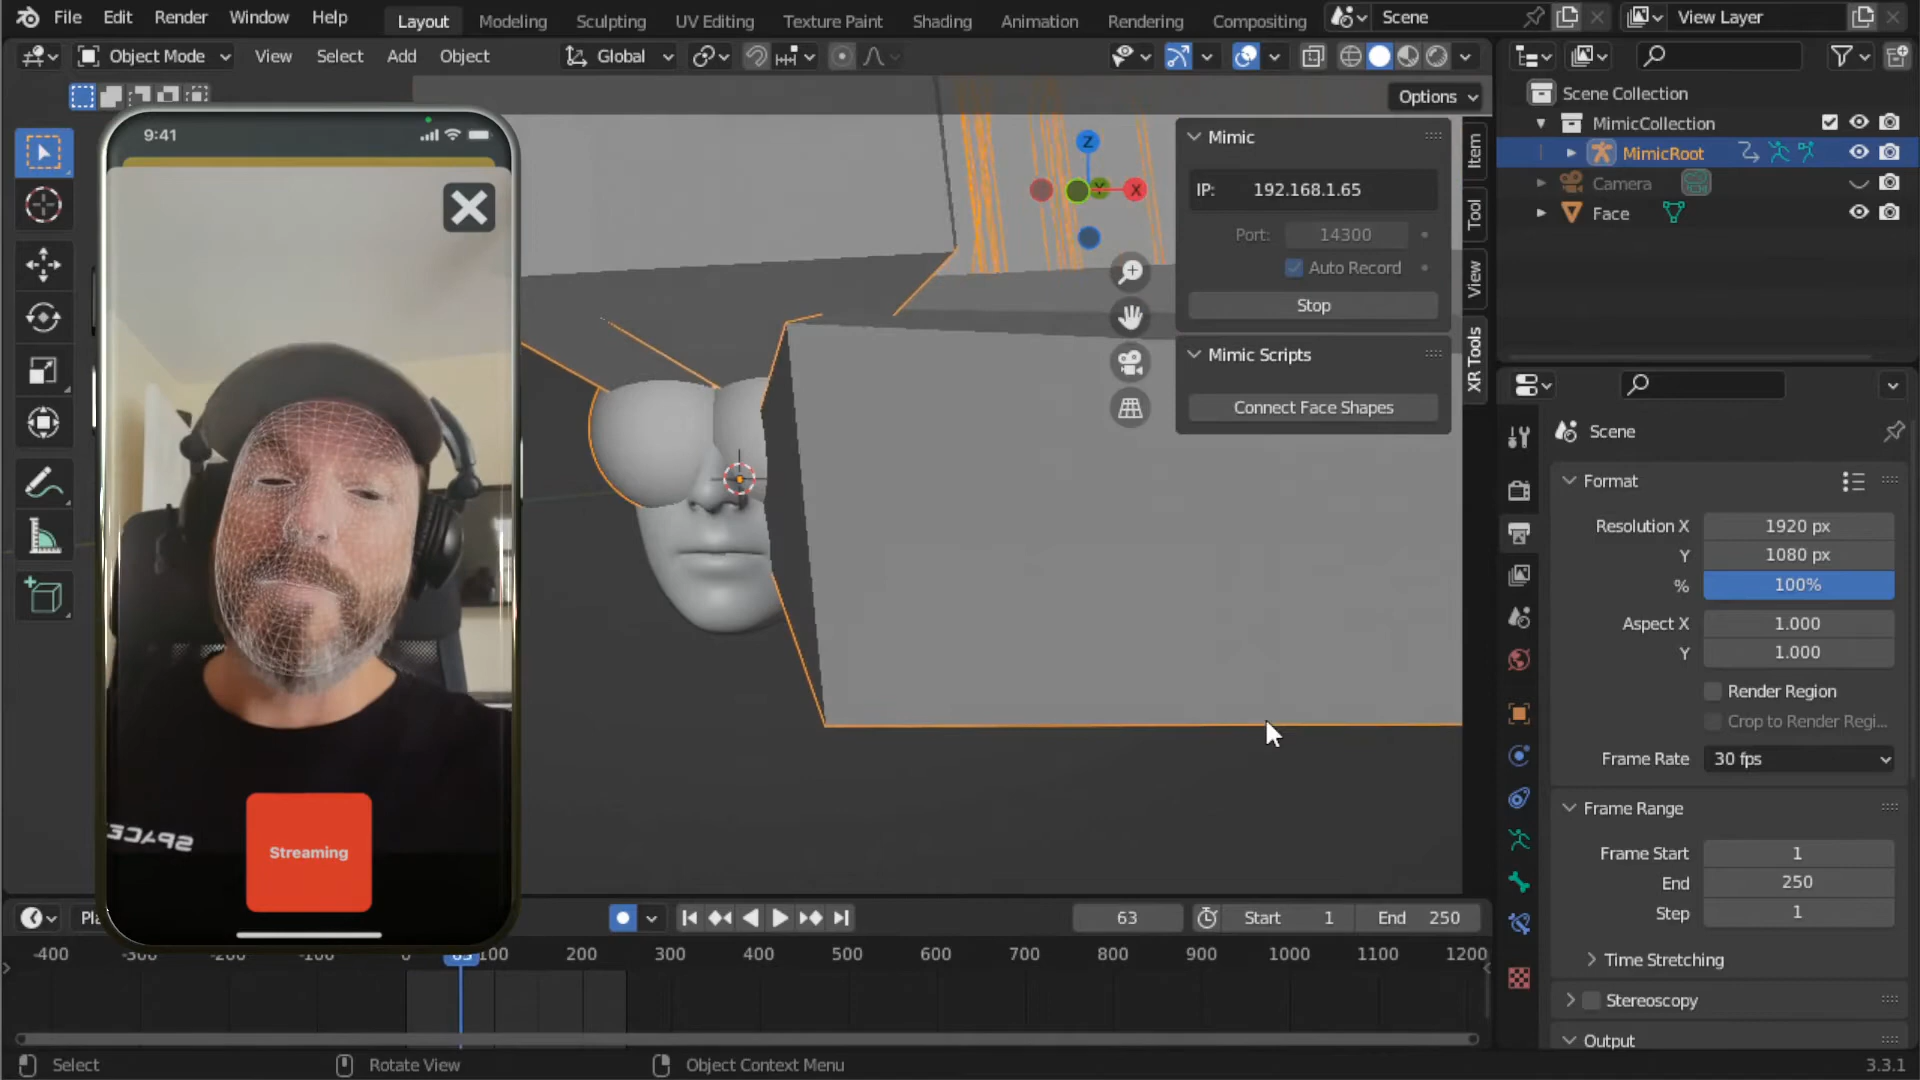 File Edit Render Window Help Layout Modeling Sculpting UV Editing Texture Paint Shading Animation Rendering Compositing Scene View Layer
Object Mode View Select Add Object Global
Options
Scene Collection
MimicCollection
MimicRoot
Camera
Face
9:41
Streaming
SPACE
Z
Y
X
Mimic
IP: 192.168.1.65
Port: 14300
Auto Record
Stop
Mimic Scripts
Connect Face Shapes
Item
Tool
View
XR Tools
Scene
Format
Resolution X 1920 px
Y 1080 px
% 100%
Aspect X 1.000
Y 1.000
Render Region
Crop to Render Regi...
Frame Rate 30 fps
Frame Range
Frame Start 1
End 250
Step 1
Time Stretching
Stereoscopy
Output
63 Start 1 End 250
-400 -300 -200 -100 0 63 100 200 300 400 500 600 700 800 900 1000 1100 1200
Select Rotate View Object Context Menu 3.3.1